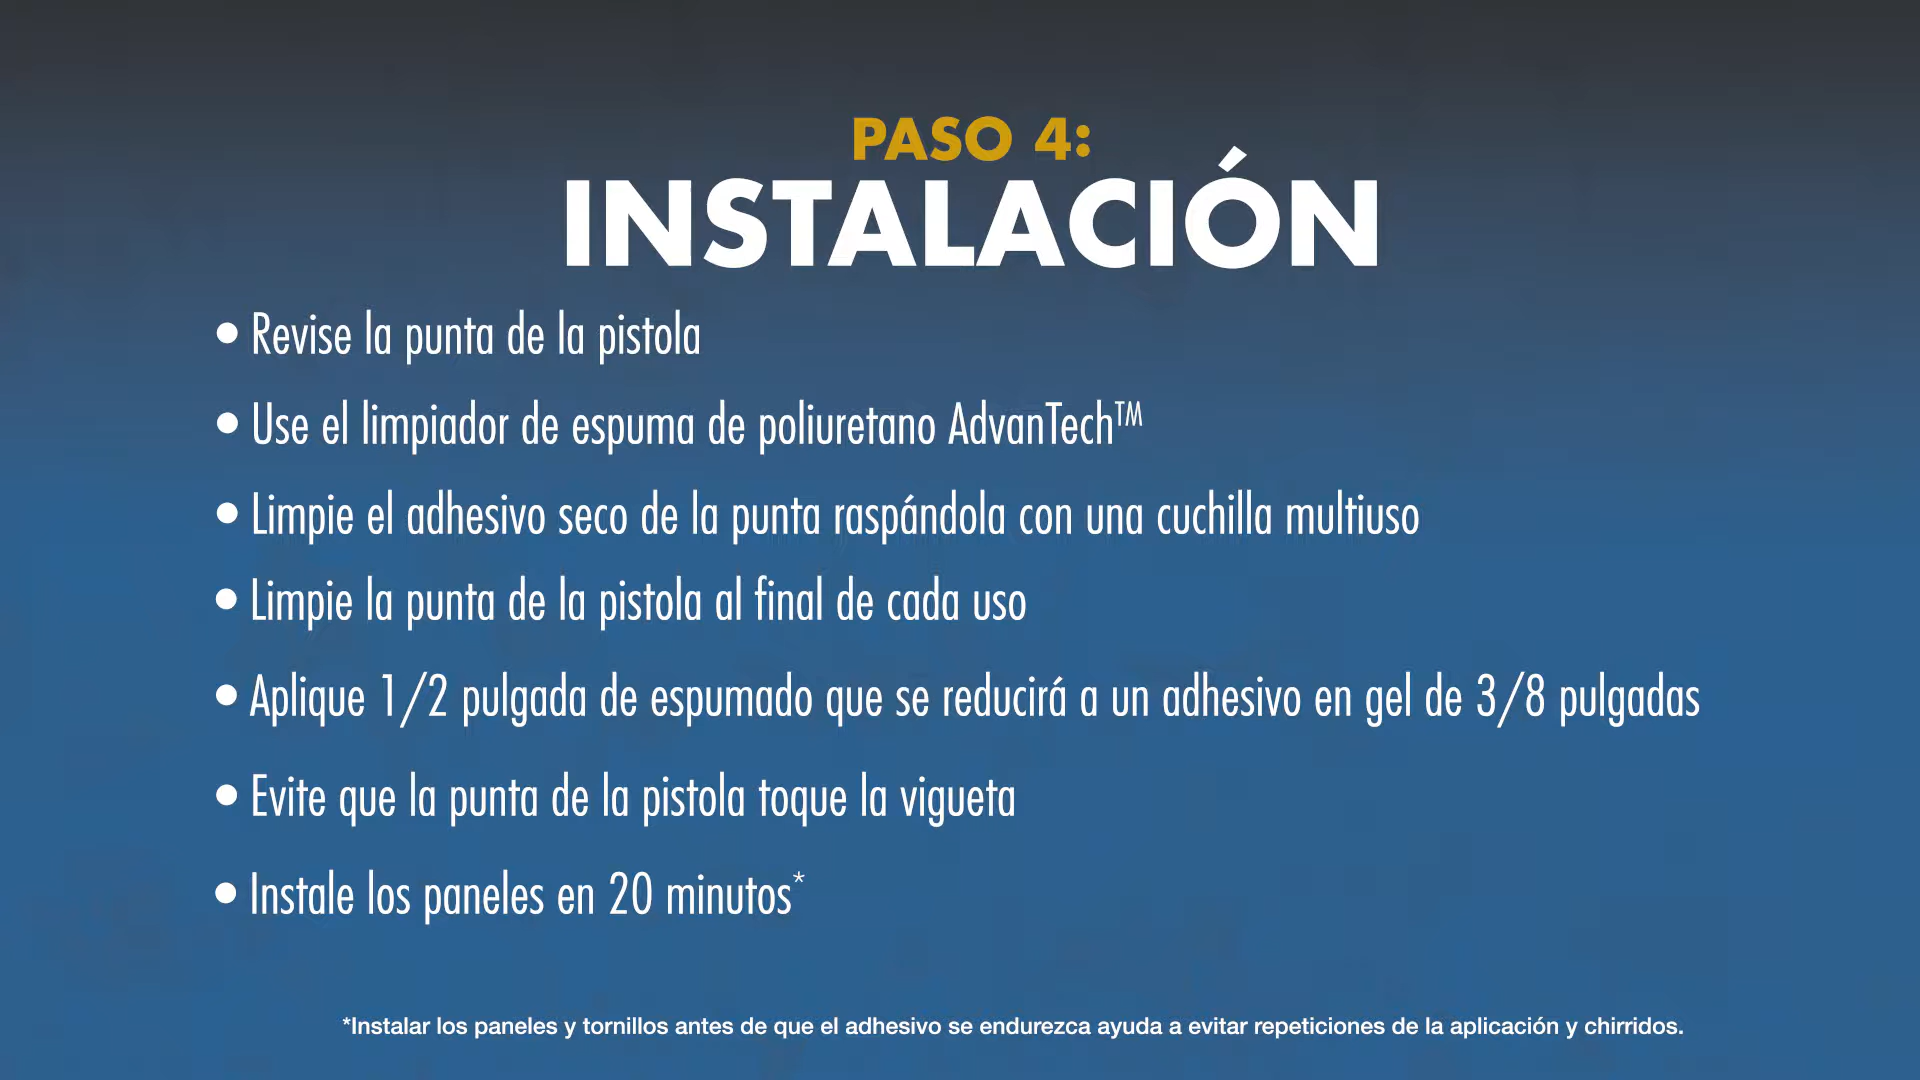 PASO 4:
INSTALACIÓN
• Revise la punta de la pistola
• Use el limpiador de espuma de poliuretano AdvanTech™
• Limpie el adhesivo seco de la punta raspándola con una cuchilla multiuso
• Limpie la punta de la pistola al final de cada uso
• Aplique 1/2 pulgada de espumado que se reducirá a un adhesivo en gel de 3/8 pulgadas
• Evite que la punta de la pistola toque la vigueta
• Instale los paneles en 20 minutos*
*Instalar los paneles y tornillos antes de que el adhesivo se endurezca ayuda a evitar repeticiones de la aplicación y chirridos.